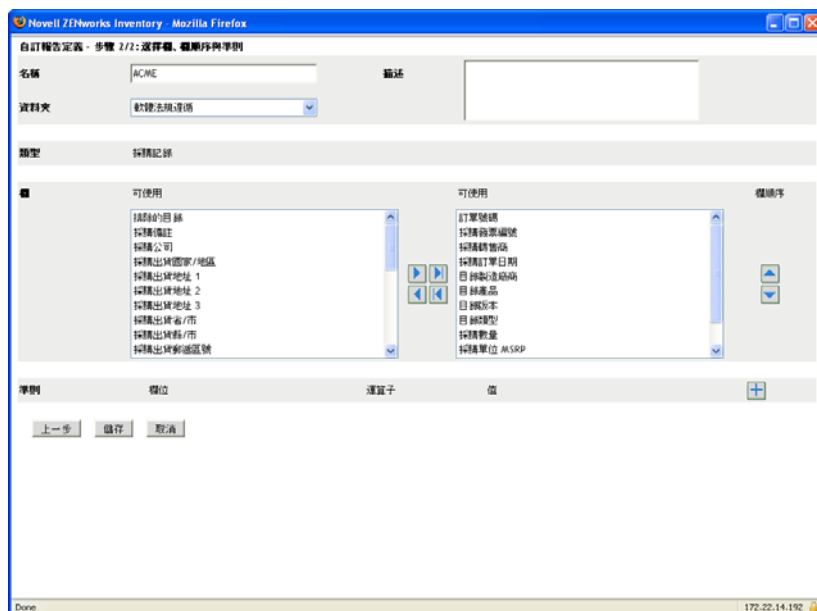 Novell ZENworks Inventory - Mozilla Firefox
自訂報告定義 - 步驟 2/2: 選擇欄、欄順序與準則
名稱
ACME
描述
資料夾
軟體法規遵循
類型
採購記錄
欄
可使用
可使用
欄順序
排除的目錄
採購備註
採購公司
採購出貨國家/地區
採購出貨地址 1
採購出貨地址 2
採購出貨地址 3
採購出貨省/市
採購出貨縣/市
採購出貨郵遞區號
訂單號碼
採購發票編號
採購轉售商
採購訂單日期
目錄製造廠商
目錄產品
目錄版本
目錄類型
採購數量
採購單位 MSRP
準則
欄位
運算子
值
上一步
儲存
取消
Done
172.22.14.192